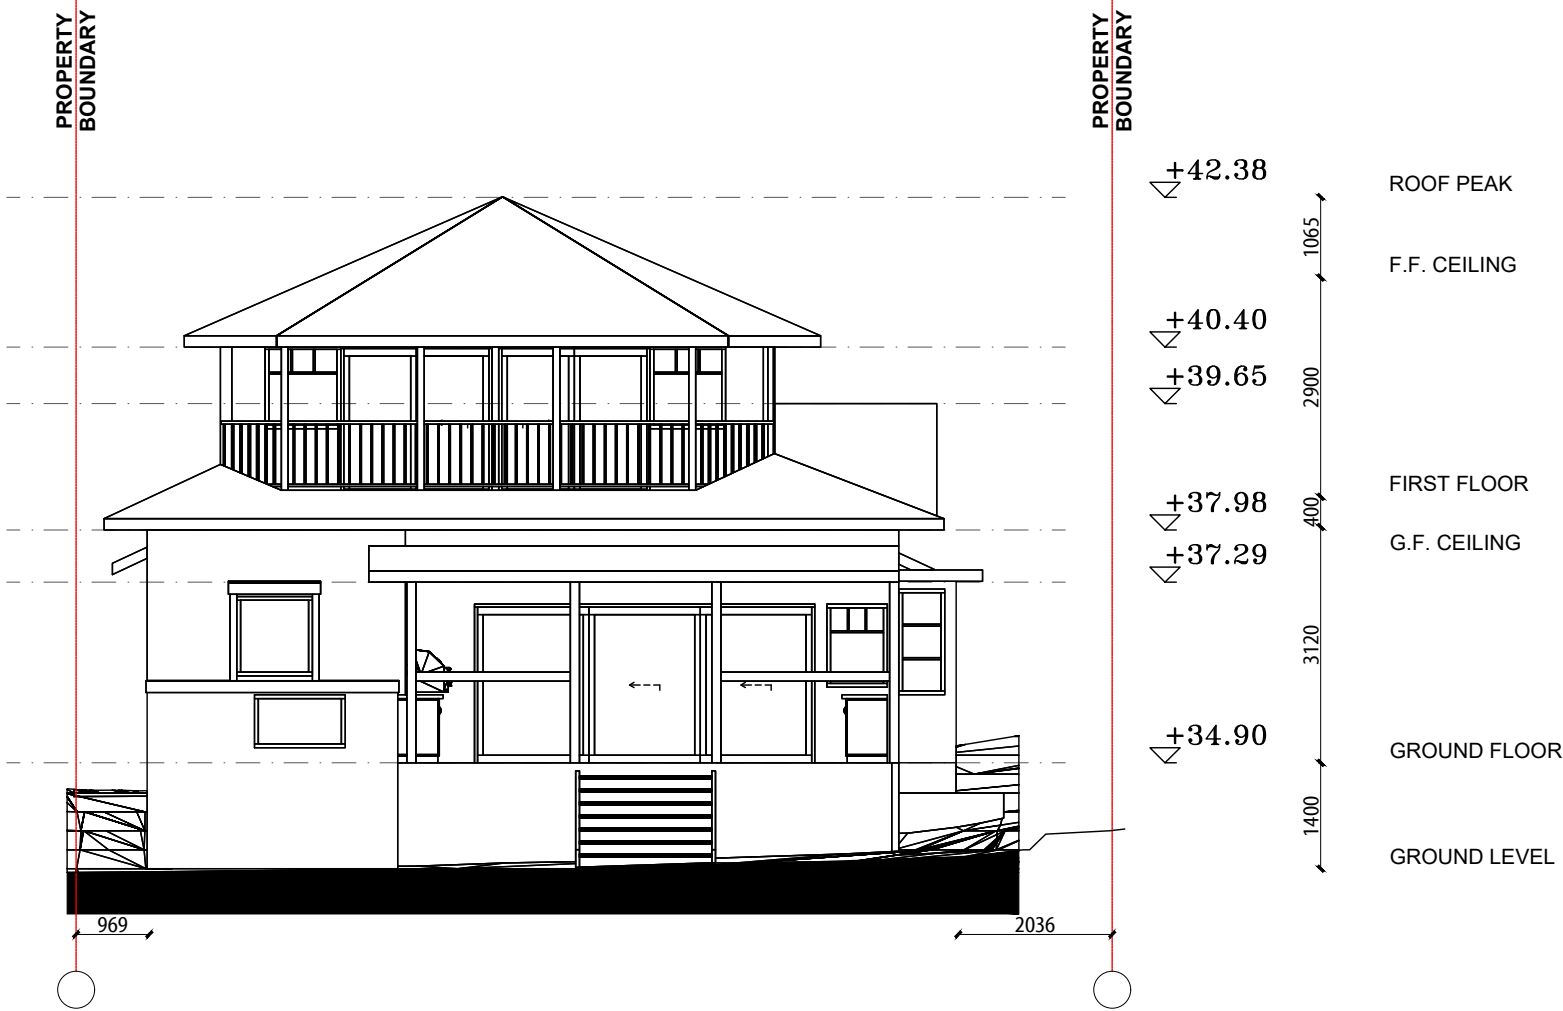 PROPERTY
BOUNDARY
PROPERTY
BOUNDARY
+42.38
ROOF PEAK
1065
F.F. CEILING
+40.40
+39.65
2900
FIRST FLOOR
+37.98
400
G.F. CEILING
+37.29
3120
+34.90
GROUND FLOOR
1400
GROUND LEVEL
969
2036